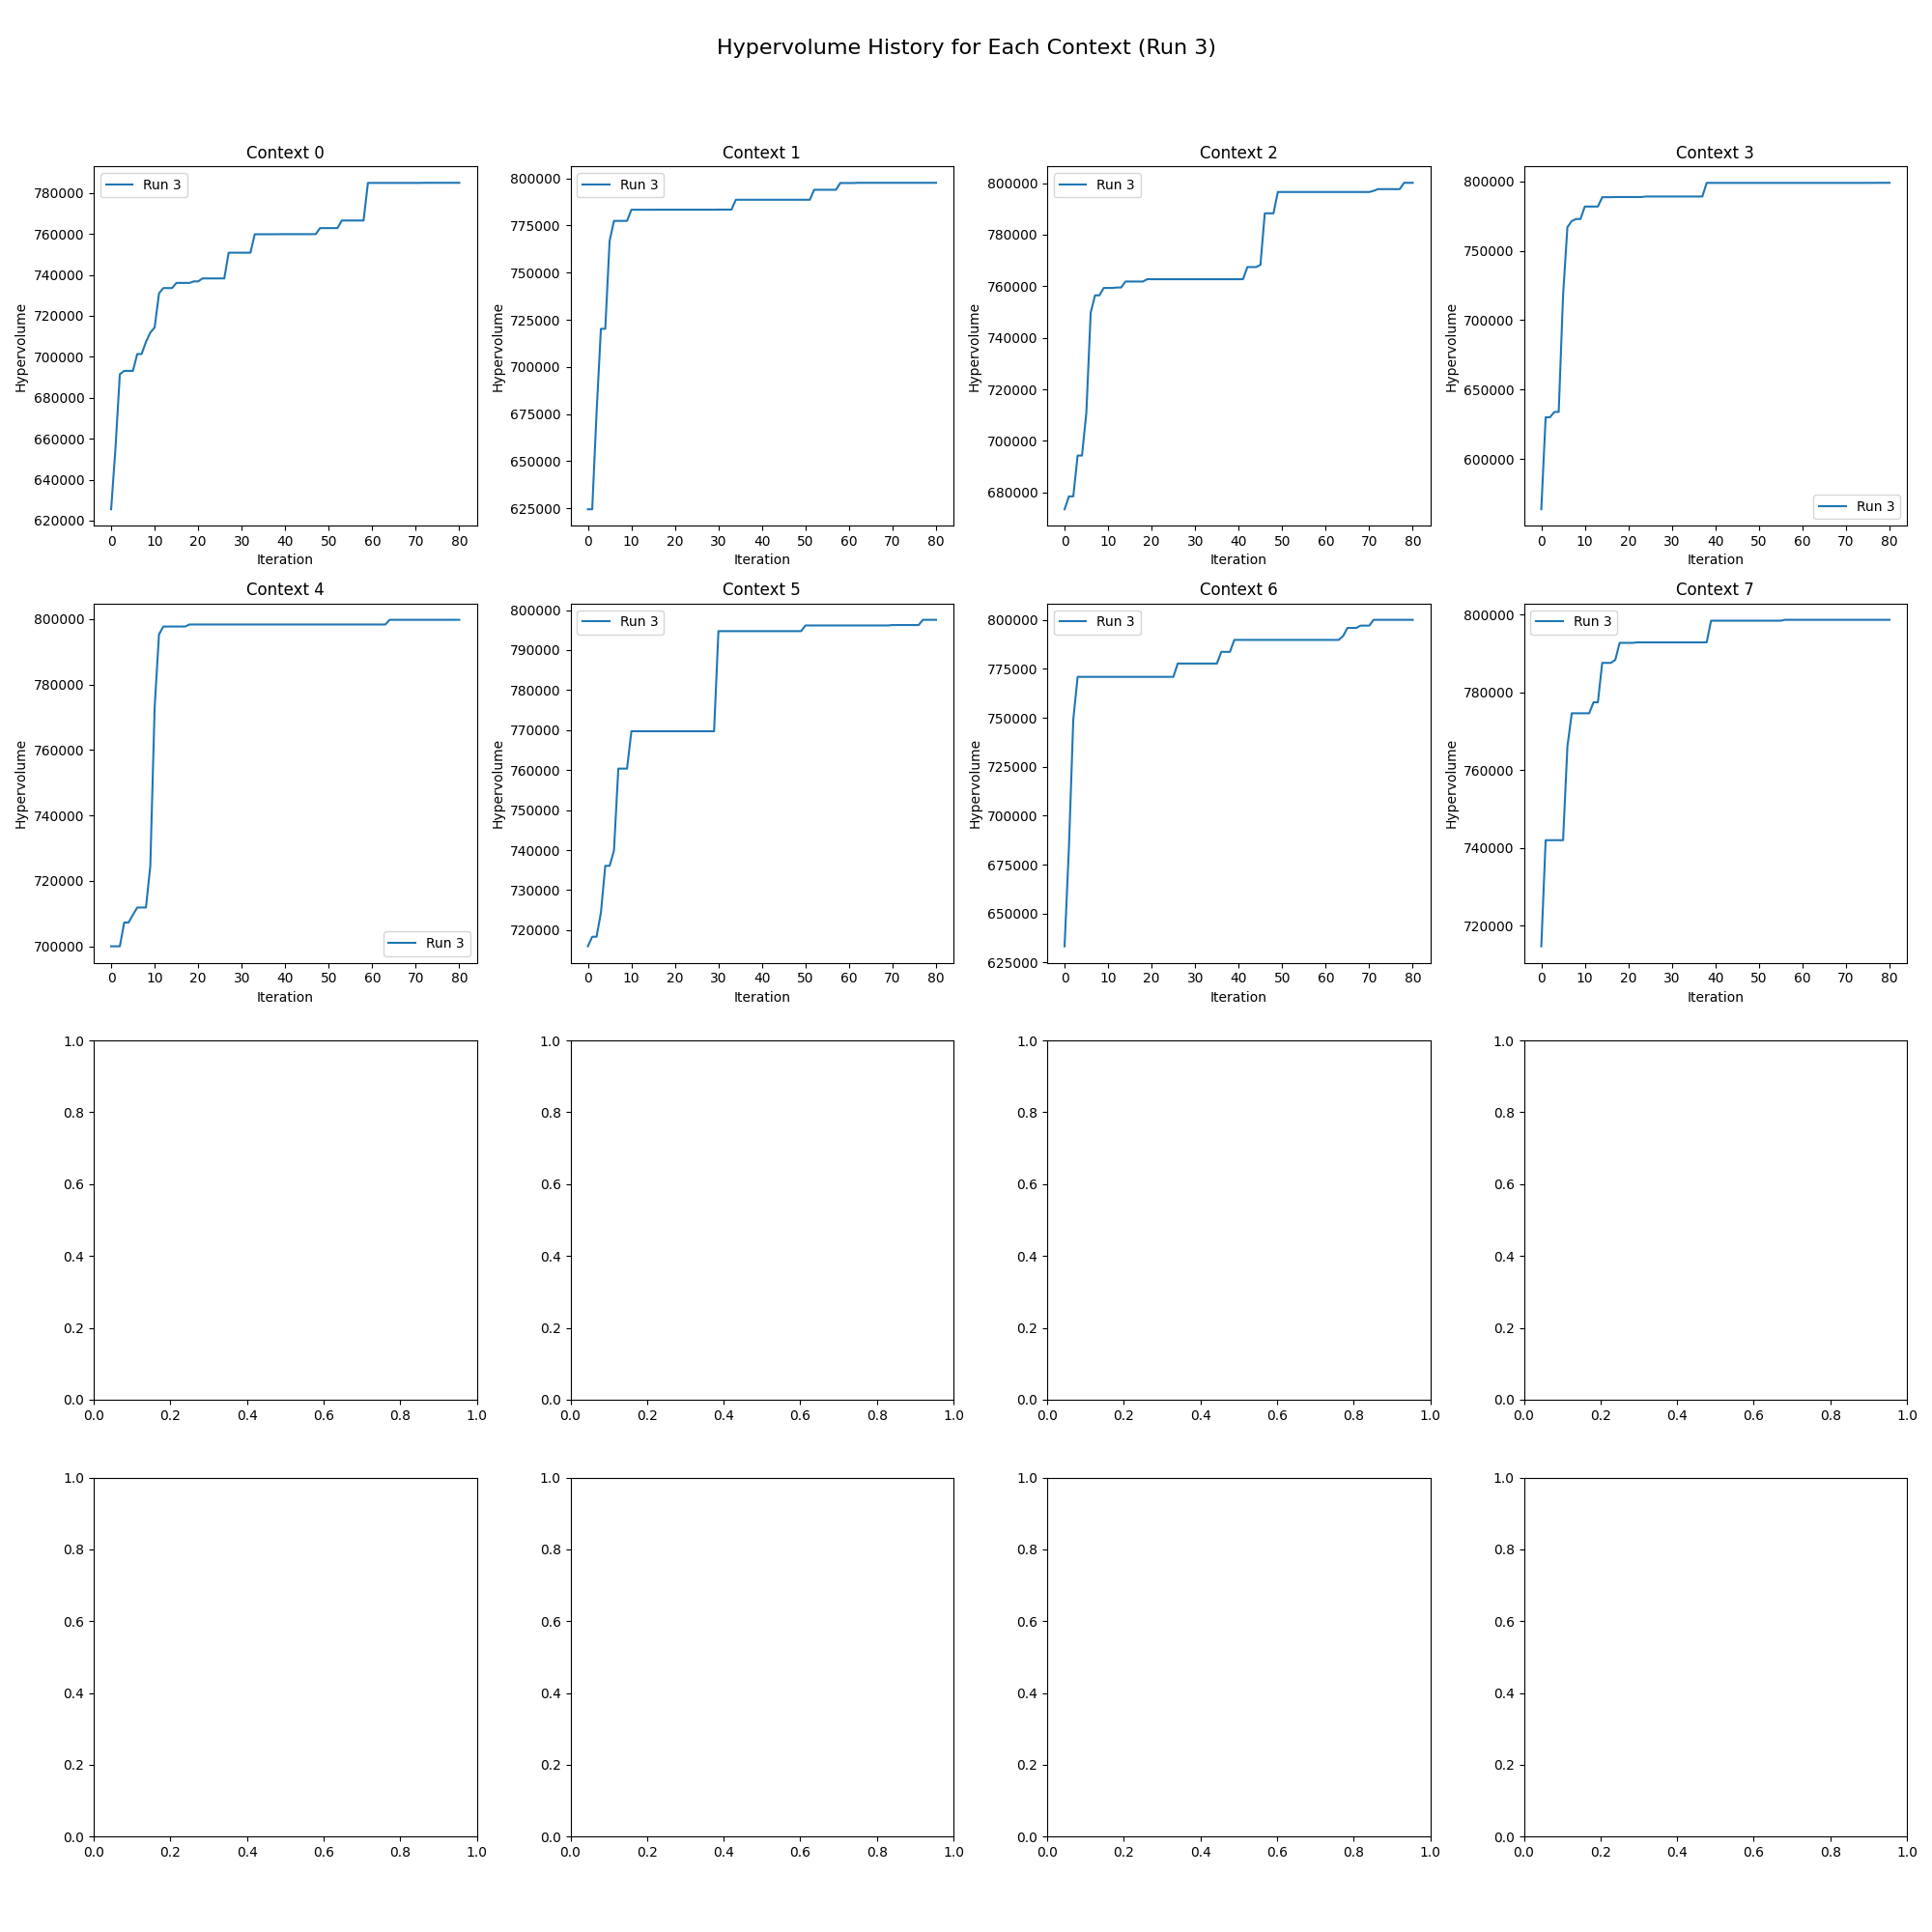 Hypervolume History for Each Context (Run 3)
Context 0
Run 3
Hypervolume
780000
760000
740000
720000
700000
680000
660000
640000
620000
0 10 20 30 40 50 60 70 80
Iteration
Context 1
Run 3
Hypervolume
800000
775000
750000
725000
700000
675000
650000
625000
0 10 20 30 40 50 60 70 80
Iteration
Context 2
Run 3
Hypervolume
800000
780000
760000
740000
720000
700000
680000
0 10 20 30 40 50 60 70 80
Iteration
Context 3
Hypervolume
800000
750000
700000
650000
600000
Run 3
0 10 20 30 40 50 60 70 80
Iteration
Context 4
Hypervolume
800000
780000
760000
740000
720000
700000
Run 3
0 10 20 30 40 50 60 70 80
Iteration
Context 5
Run 3
Hypervolume
800000
790000
780000
770000
760000
750000
740000
730000
720000
0 10 20 30 40 50 60 70 80
Iteration
Context 6
Run 3
Hypervolume
800000
775000
750000
725000
700000
675000
650000
625000
0 10 20 30 40 50 60 70 80
Iteration
Context 7
Run 3
Hypervolume
800000
780000
760000
740000
720000
0 10 20 30 40 50 60 70 80
Iteration
1.0
0.8
0.6
0.4
0.2
0.0
0.0 0.2 0.4 0.6 0.8 1.0
1.0
0.8
0.6
0.4
0.2
0.0
0.0 0.2 0.4 0.6 0.8 1.0
1.0
0.8
0.6
0.4
0.2
0.0
0.0 0.2 0.4 0.6 0.8 1.0
1.0
0.8
0.6
0.4
0.2
0.0
0.0 0.2 0.4 0.6 0.8 1.0
1.0
0.8
0.6
0.4
0.2
0.0
0.0 0.2 0.4 0.6 0.8 1.0
1.0
0.8
0.6
0.4
0.2
0.0
0.0 0.2 0.4 0.6 0.8 1.0
1.0
0.8
0.6
0.4
0.2
0.0
0.0 0.2 0.4 0.6 0.8 1.0
1.0
0.8
0.6
0.4
0.2
0.0
0.0 0.2 0.4 0.6 0.8 1.0